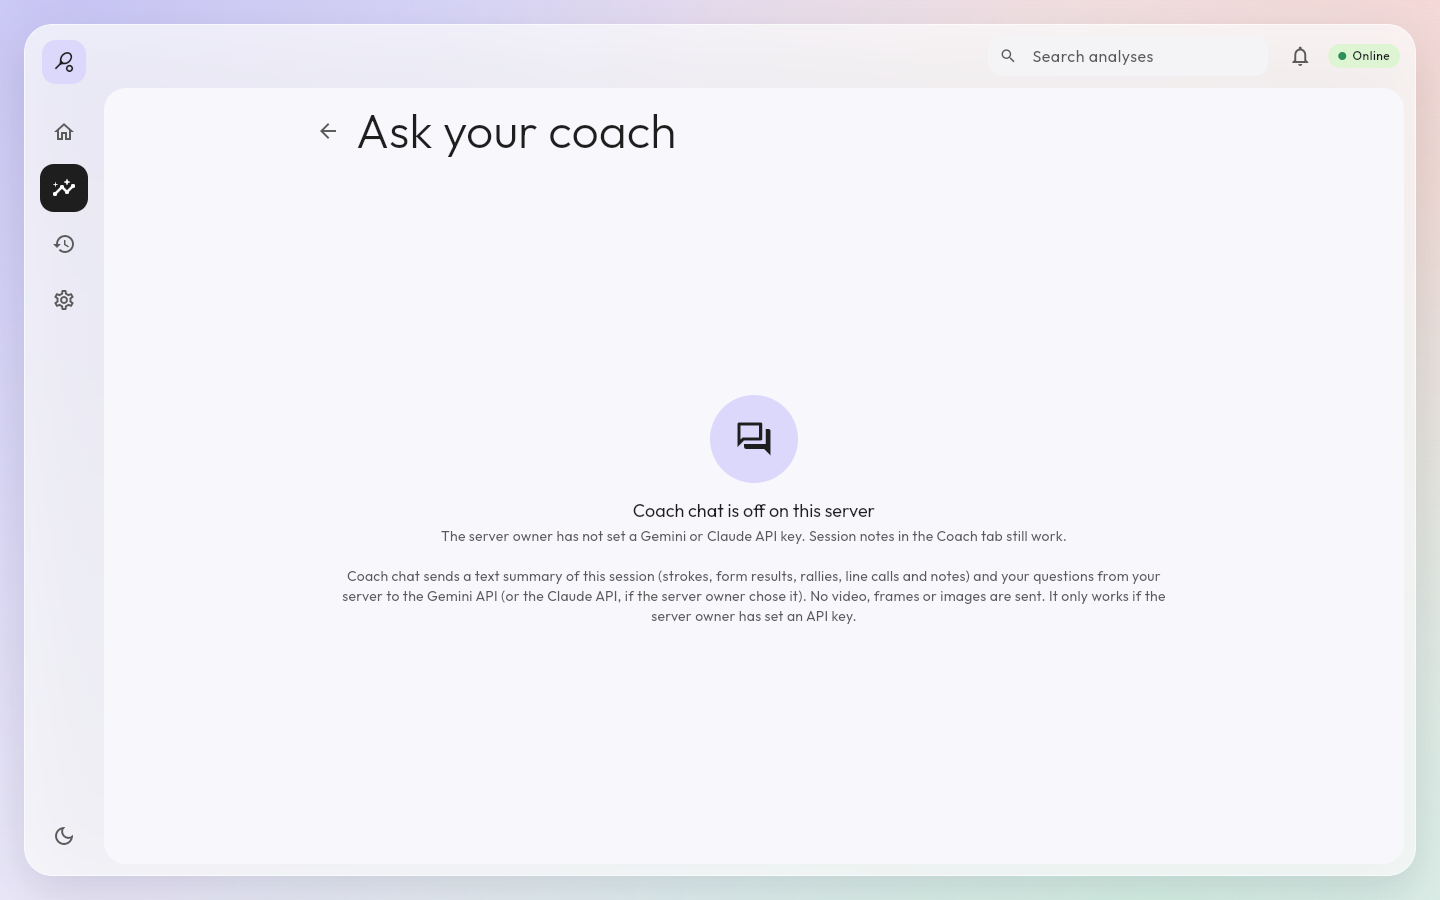 Search analyses
Online
Ask your coach
Coach chat is off on this server
The server owner has not set a Gemini or Claude API key. Session notes in the Coach tab still work.
Coach chat sends a text summary of this session (strokes, form results, rallies, line calls and notes) and your questions from your
server to the Gemini API (or the Claude API, if the server owner chose it). No video, frames or images are sent. It only works if the
server owner has set an API key.